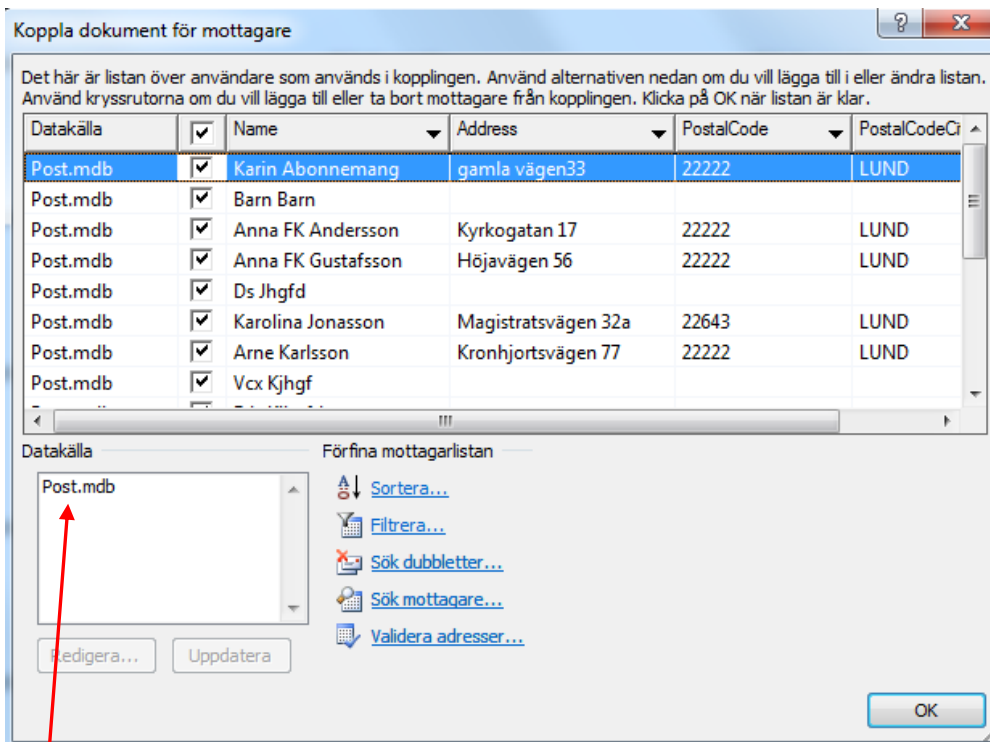 Koppla dokument för mottagare
Det här är listan över användare som används i kopplingen. Använd alternativen nedan om du vill lägga till i eller ändra listan.
Använd kryssrutorna om du vill lägga till eller ta bort mottagare från kopplingen. Klicka på OK när listan är klar.
Datakälla Name Address PostalCode PostalCodeCi
Post.mdb Karin Abonnemang gamla vägen33 22222 LUND
Post.mdb Barn Barn
Post.mdb Anna FK Andersson Kyrkogatan 17 22222 LUND
Post.mdb Anna FK Gustafsson Höjavägen 56 22222 LUND
Post.mdb Ds Jhgfd
Post.mdb Karolina Jonasson Magistratsvägen 32a 22643 LUND
Post.mdb Arne Karlsson Kronhjortsvägen 77 22222 LUND
Post.mdb Vcx Kjhgf
Datakälla Förfina mottagarlistan
Post.mdb
Sortera...
Filtrera...
Sök dubbletter...
Sök mottagare...
Validera adresser...
Redigera... Uppdatera
OK